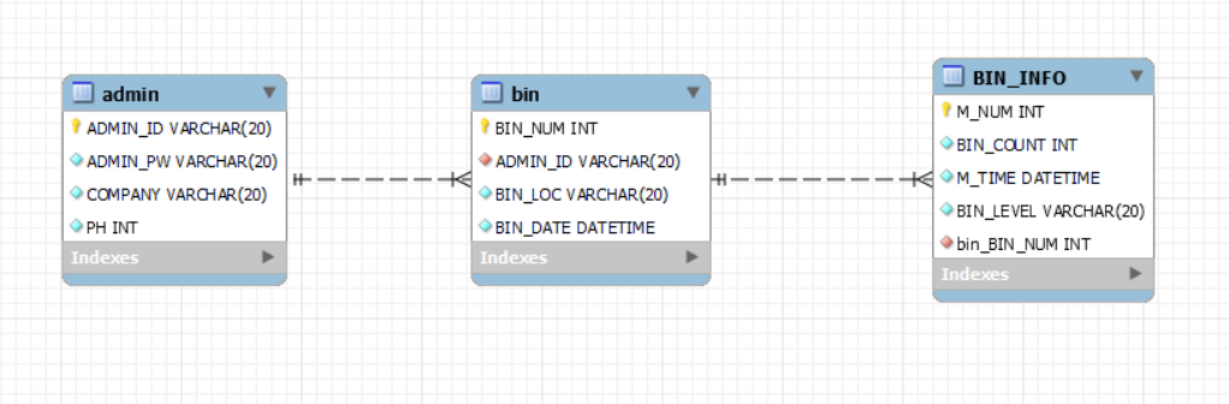 admin
ADMIN_ID VARCHAR(20)
ADMIN_PW VARCHAR(20)
COMPANY VARCHAR(20)
PH INT
Indexes
bin
BIN_NUM INT
ADMIN_ID VARCHAR(20)
BIN_LOC VARCHAR(20)
BIN_DATE DATETIME
Indexes
BIN_INFO
M_NUM INT
BIN_COUNT INT
M_TIME DATETIME
BIN_LEVEL VARCHAR(20)
bin_BIN_NUM INT
Indexes